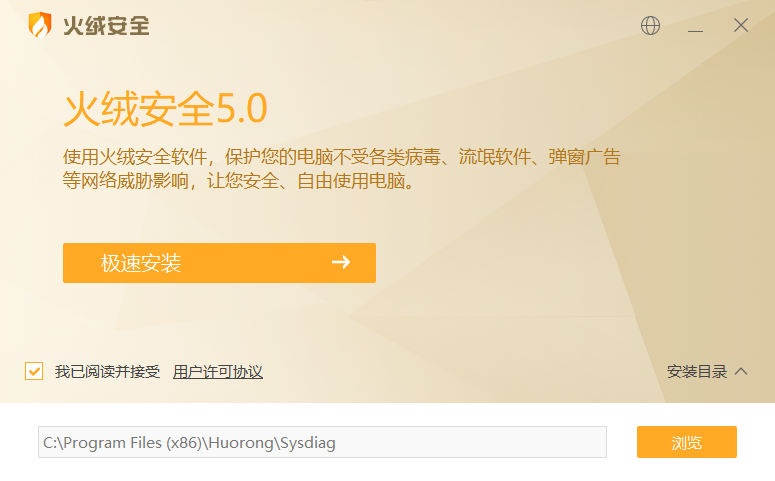 火绒安全
火绒安全5.0
使用火绒安全软件，保护您的电脑不受各类病毒、流氓软件、弹窗广告
等网络威胁影响，让您安全、自由使用电脑。
极速安装
我已阅读并接受 用户许可协议
安装目录
C:\Program Files (x86)\Huorong\Sysdiag
浏览